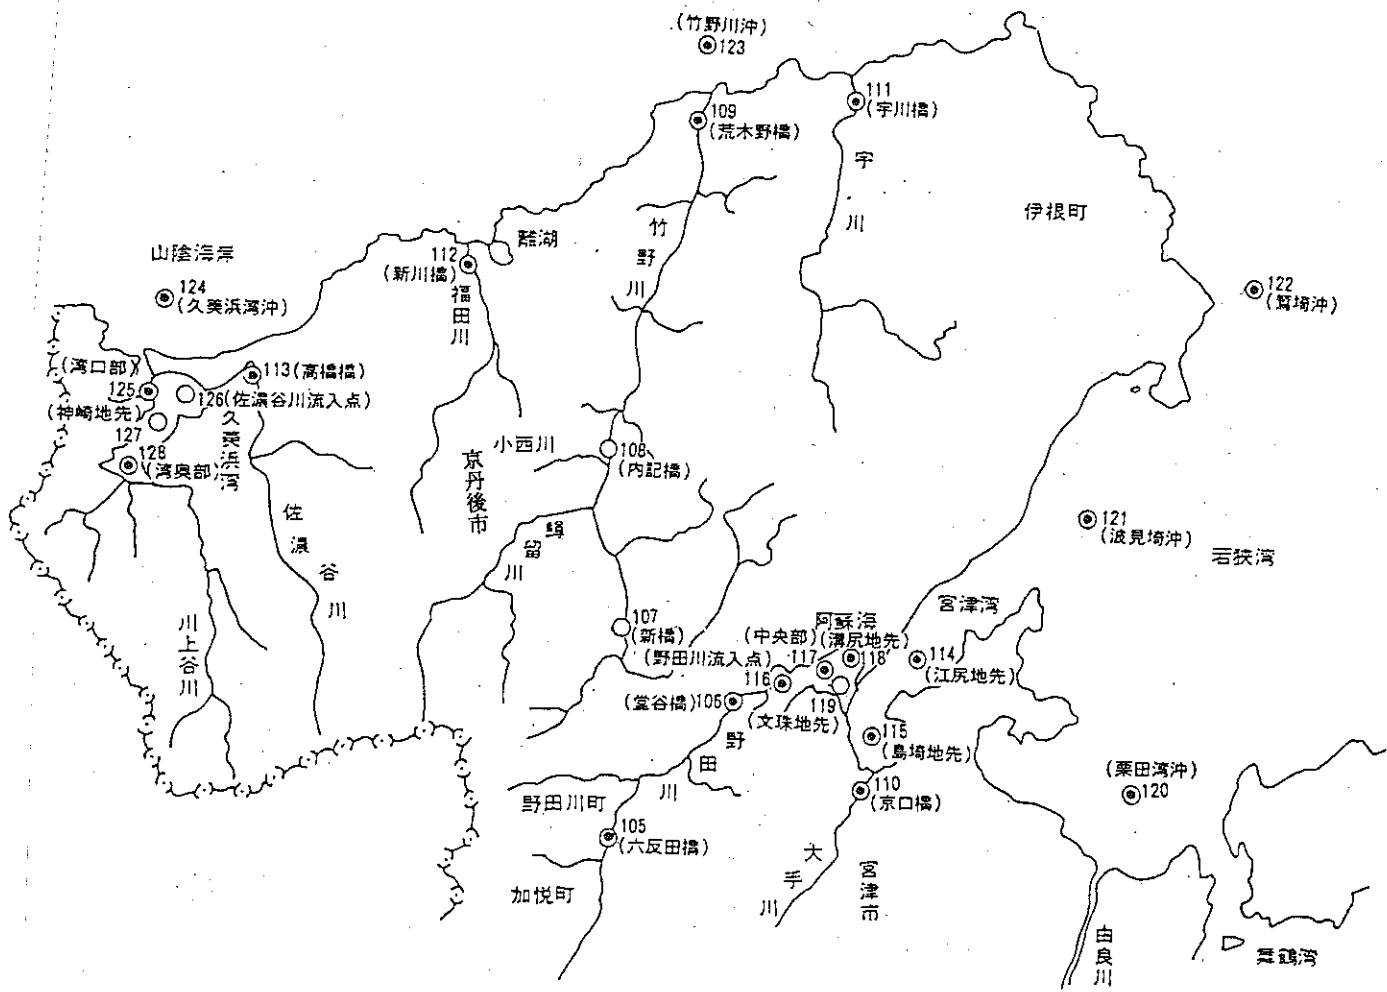 (竹野川沖)
123
111
(宇川橋)
109
(荒木野橋)
宇川
竹野川
伊根町
離湖
山陰海岸
112
(新川橋)
福田川
124
(久美浜湾沖)
122
(鷲埼沖)
(湾口部)
125
113(高橋橋)
126(佐濃谷川流入点)
(神崎地先)
127
久美浜湾
128
(湾奥部)
小西川
108
(内記橋)
京丹後市
佐濃谷川
鱒留川
121
(波見埼沖)
若狭湾
宮津湾
川上谷川
107
(新橋)
阿蘇海
(中央部)
(溝尻地先)
(野田川流入点)
117
118
114
(江尻地先)
116
(堂谷橋)106
119
(文珠地先)
115
(島埼地先)
野田川
(栗田湾沖)
120
110
(京口橋)
野田川町
105
(六反田橋)
大手川
加悦町
宮津市
由良川
舞鶴湾